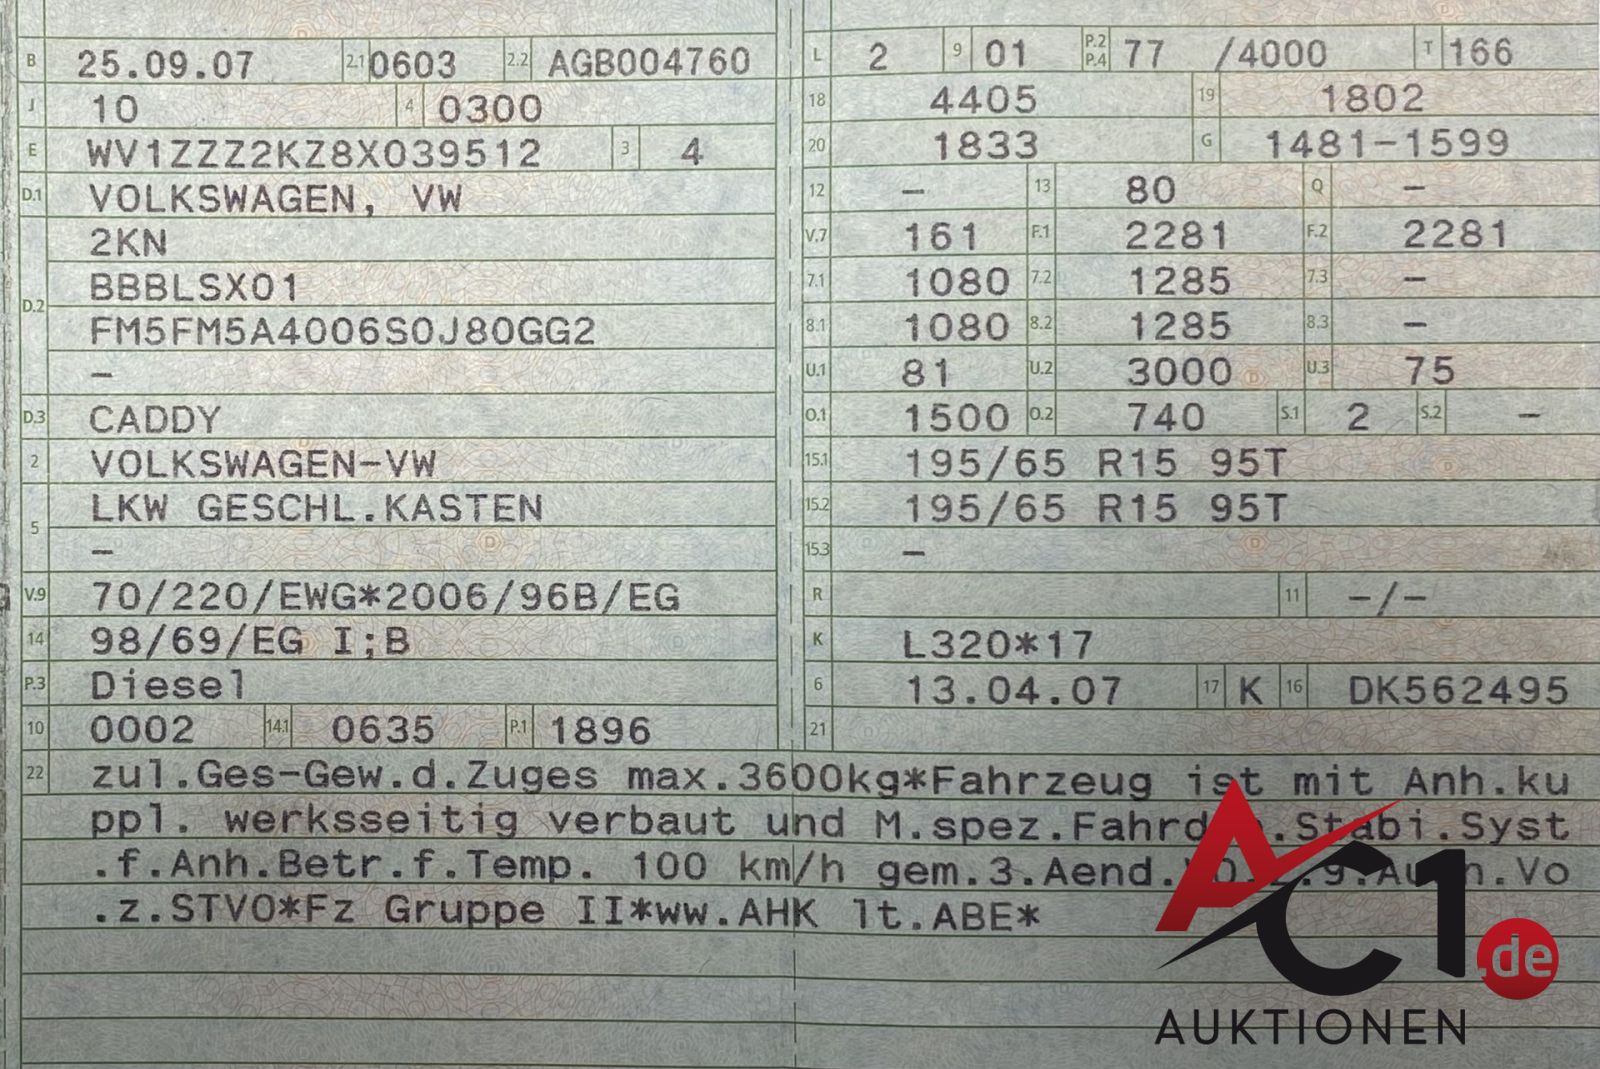 B 25.09.07 2.1 0603 2.2 AGB004760
J 10 4 0300
E WV1ZZZ2KZ8X039512 3 4
D.1 VOLKSWAGEN, VW
2KN
BBBLSX01
D.2
FM5FM5A4006S0J80GG2
–
D.3 CADDY
2 VOLKSWAGEN-VW
LKW GESCHL.KASTEN
5
–
V.9 70/220/EWG*2006/96B/EG
14 98/69/EG I;B
P.3 Diesel
10 0002 14.1 0635 P.1 1896
L 2 9 01 P.2 P.4 77 /4000 T 166
18 4405 19 1802
20 1833 G 1481-1599
12 – 13 80 Q –
V.7 161 F.1 2281 F.2 2281
7.1 1080 7.2 1285 7.3 –
8.1 1080 8.2 1285 8.3 –
U.1 81 U.2 3000 U.3 75
O.1 1500 O.2 740 S.1 2 S.2 –
15.1 195/65 R15 95T
15.2 195/65 R15 95T
15.3 –
R 11 –/–
K L320*17
6 13.04.07 17 K 16 DK562495
21
22 zul.Ges-Gew.d.Zuges max.3600kg*Fahrzeug ist mit Anh.ku
ppl. werksseitig verbaut und M.spez.Fahrd .Stabi.Syst
.f.Anh.Betr.f.Temp. 100 km/h gem.3.Aend. .Vo
.z.STVO*Fz Gruppe II*ww.AHK lt.ABE*
AC1.de
AUKTIONEN